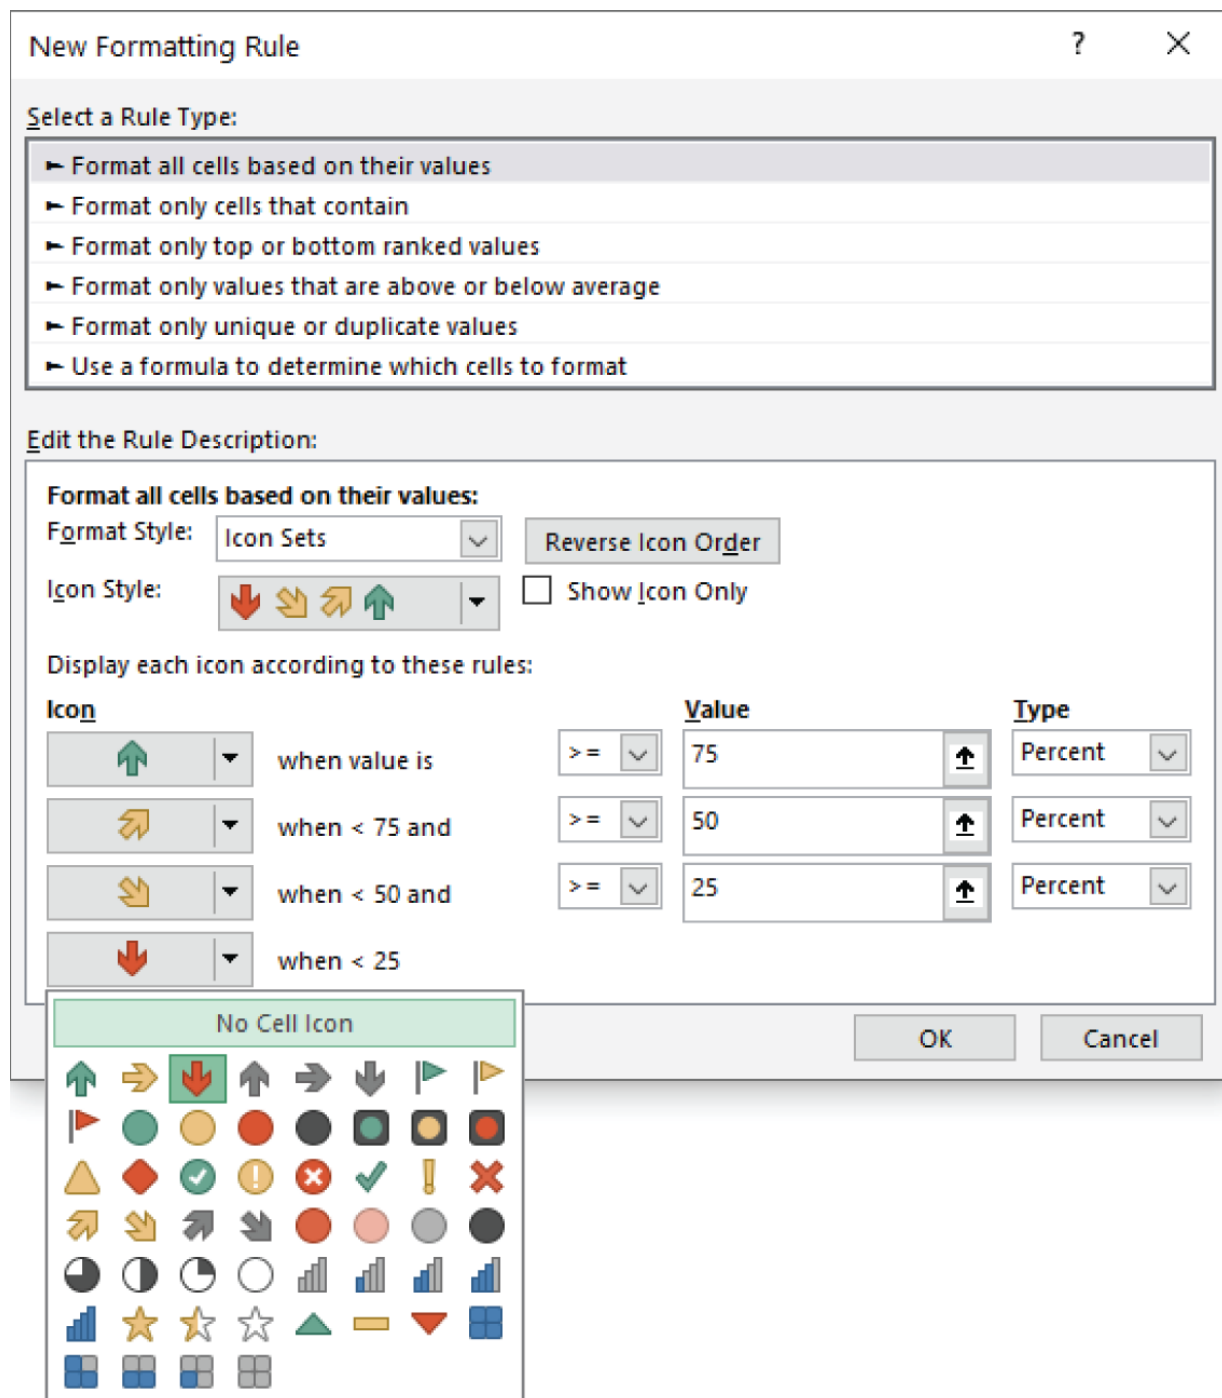 New Formatting Rule ?
Select a Rule Type:
► Format all cells based on their values
► Format only cells that contain
► Format only top or bottom ranked values
► Format only values that are above or below average
► Format only unique or duplicate values
► Use a formula to determine which cells to format
Edit the Rule Description:
Format all cells based on their values:
Format Style: Icon Sets Reverse Icon Order
Icon Style: Show Icon Only
Display each icon according to these rules:
Icon Value Type
when value is >= 75 Percent
when < 75 and >= 50 Percent
when < 50 and >= 25 Percent
when < 25
No Cell Icon
OK Cancel